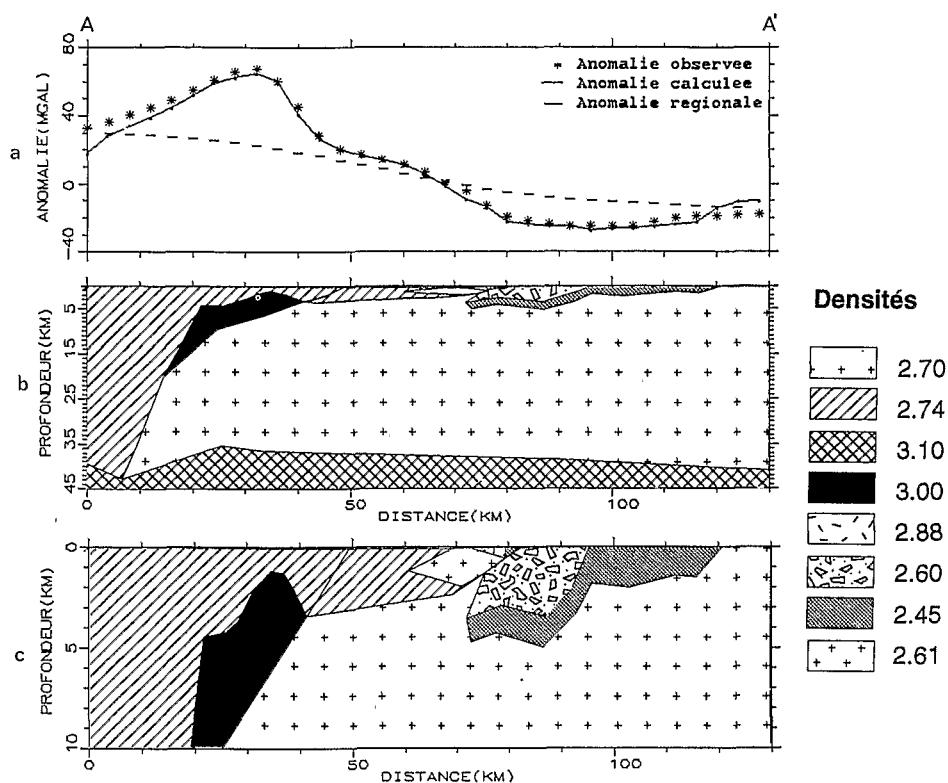 A A'
80
40
0
-40
ANOMALIE(MGAL)
* Anomalie observee
Anomalie calculee
Anomalie regionale
a
5
15
25
35
45
PROFONDEUR(KM)
b
50 100
DISTANCE(KM)
0
5
10
PROFONDEUR(KM)
c
0 50 100
DISTANCE(KM)
Densités
2.70
2.74
3.10
3.00
2.88
2.60
2.45
2.61